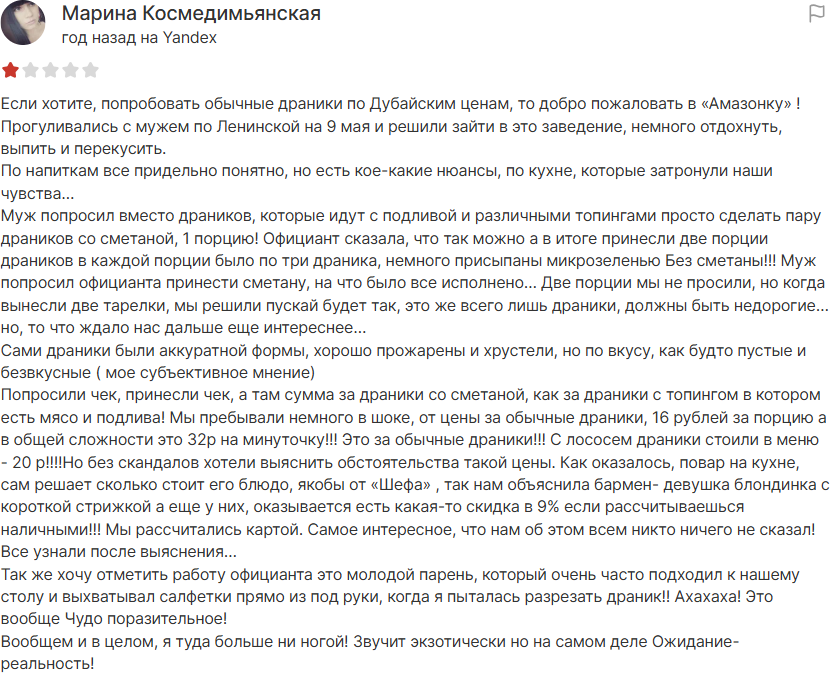 Марина Космедимьянская
год назад на Yandex
Если хотите, попробовать обычные драники по Дубайским ценам, то добро пожаловать в «Амазонку» !
Прогуливались с мужем по Ленинской на 9 мая и решили зайти в это заведение, немного отдохнуть,
выпить и перекусить.
По напиткам все придельно понятно, но есть кое-какие нюансы, по кухне, которые затронули наши
чувства...
Муж попросил вместо драников, которые идут с подливой и различными топингами просто сделать пару
драников со сметаной, 1 порцию! Официант сказала, что так можно а в итоге принесли две порции
драников в каждой порции было по три драника, немного присыпаны микрозеленью Без сметаны!!! Муж
попросил официанта принести сметану, на что было все исполнено... Две порции мы не просили, но когда
вынесли две тарелки, мы решили пускай будет так, это же всего лишь драники, должны быть недорогие...
но, то что ждало нас дальше еще интереснее...
Сами драники были аккуратной формы, хорошо прожарены и хрустели, но по вкусу, как будто пустые и
безвкусные ( мое субъективное мнение)
Попросили чек, принесли чек, а там сумма за драники со сметаной, как за драники с топингом в котором
есть мясо и подлива! Мы пребывали немного в шоке, от цены за обычные драники, 16 рублей за порцию а
в общей сложности это 32р на минуточку!!! Это за обычные драники!!! С лососем драники стоили в меню
- 20 р!!!!Но без скандалов хотели выяснить обстоятельства такой цены. Как оказалось, повар на кухне,
сам решает сколько стоит его блюдо, якобы от «Шефа» , так нам объяснила бармен- девушка блондинка с
короткой стрижкой а еще у них, оказывается есть какая-то скидка в 9% если рассчитываешься
наличными!!! Мы рассчитались картой. Самое интересное, что нам об этом всем никто ничего не сказал!
Все узнали после выяснения...
Так же хочу отметить работу официанта это молодой парень, который очень часто подходил к нашему
столу и выхватывал салфетки прямо из под руки, когда я пыталась разрезать драник!! Ахахаха! Это
вообще Чудо поразительное!
Вообщем и в целом, я туда больше ни ногой! Звучит экзотически но на самом деле Ожидание-
реальность!